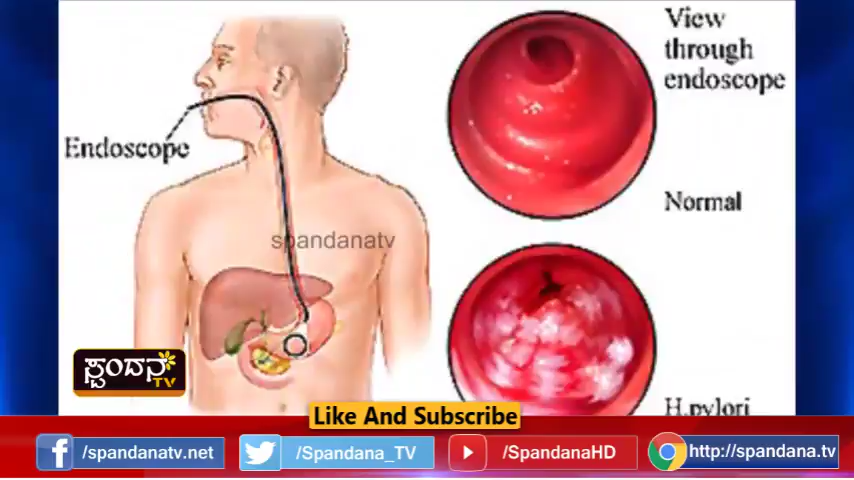 View
through
endoscope
Endoscope
Normal
spandanatv
ಸ್ಪಂದನ
TV
H.pylori
Like And Subscribe
/spandanatv.net
/Spandana_TV
/SpandanaHD
http://spandana.tv